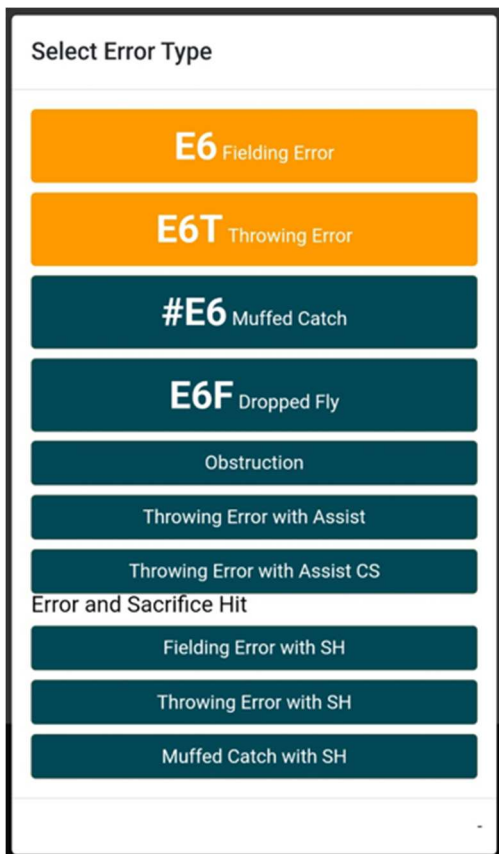 Select Error Type
E6 Fielding Error
E6T Throwing Error
#E6 Muffed Catch
E6F Dropped Fly
Obstruction
Throwing Error with Assist
Throwing Error with Assist CS
Error and Sacrifice Hit
Fielding Error with SH
Throwing Error with SH
Muffed Catch with SH
-